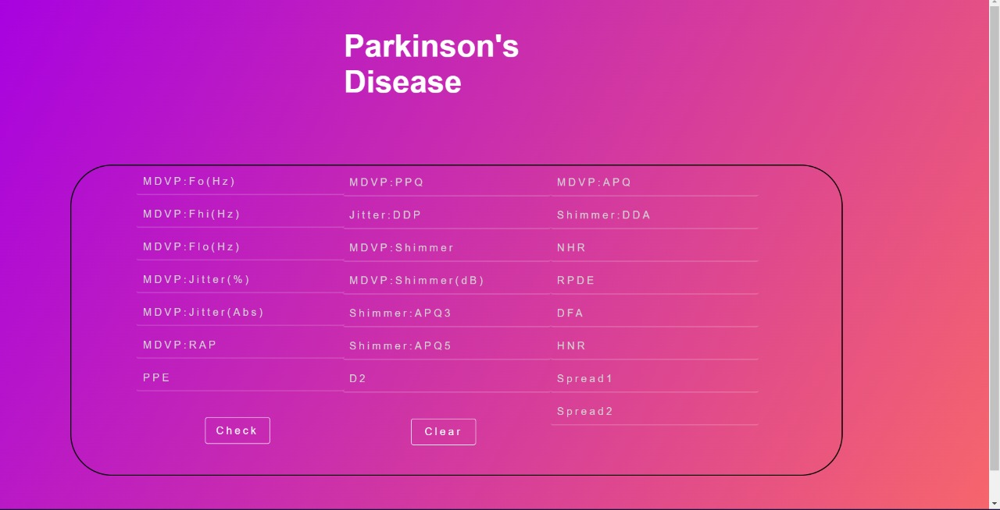 Parkinson's
Disease
MDVP:Fo(Hz)
MDVP:Fhi(Hz)
MDVP:Flo(Hz)
MDVP:Jitter(%)
MDVP:Jitter(Abs)
MDVP:RAP
PPE
Check
MDVP:PPQ
Jitter:DDP
MDVP:Shimmer
MDVP:Shimmer(dB)
Shimmer:APQ3
Shimmer:APQ5
D2
Clear
MDVP:APQ
Shimmer:DDA
NHR
RPDE
DFA
HNR
Spread1
Spread2